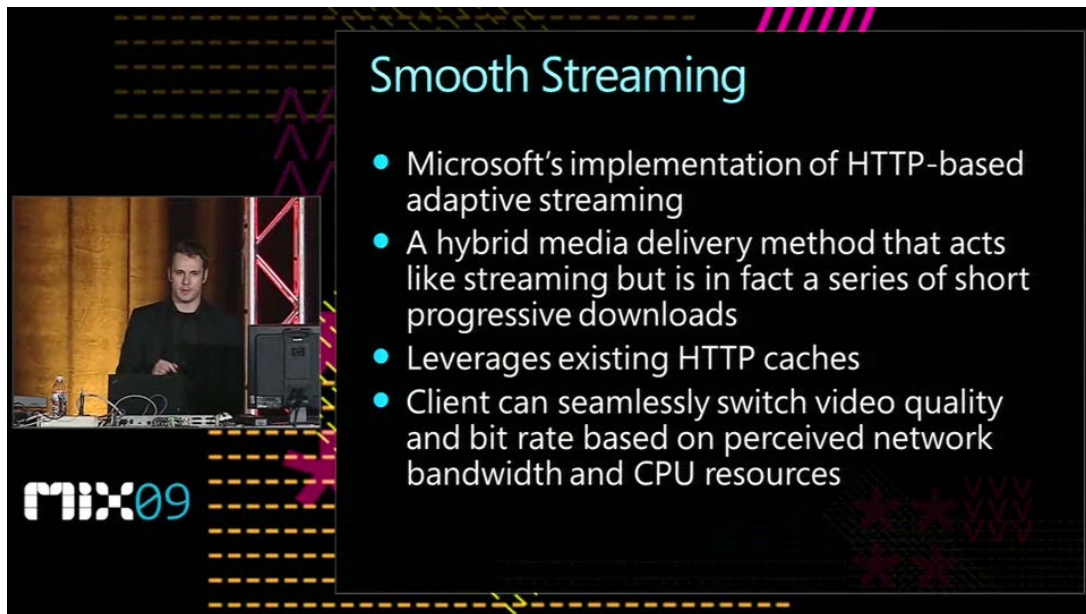 Smooth Streaming
• Microsoft's implementation of HTTP-based
adaptive streaming
• A hybrid media delivery method that acts
like streaming but is in fact a series of short
progressive downloads
• Leverages existing HTTP caches
• Client can seamlessly switch video quality
and bit rate based on perceived network
bandwidth and CPU resources
MIX09